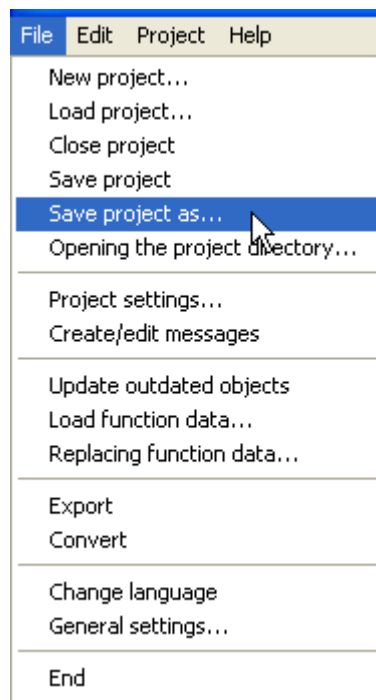 File Edit Project Help
New project...
Load project...
Close project
Save project
Save project as...
Opening the project directory...
Project settings...
Create/edit messages
Update outdated objects
Load function data...
Replacing function data...
Export
Convert
Change language
General settings...
End